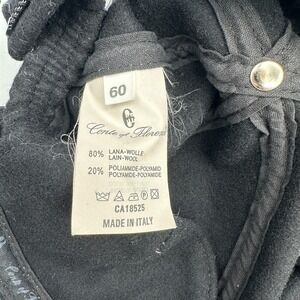 60
Conte of Florence
80% LANA-WOLLE
LAIN-WOOL
20% POLIAMMIDE-POLYAMID
POLYAMIDE-POLYAMIDE
CA18525
MADE IN ITALY